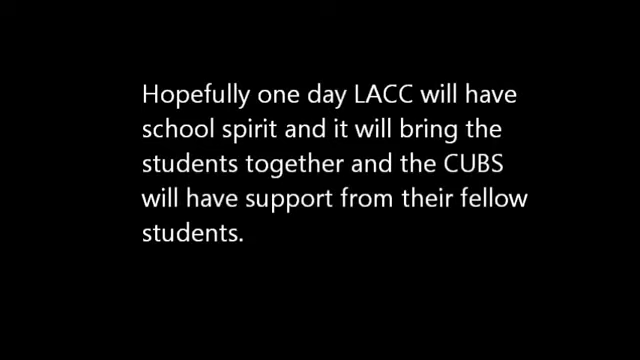 Hopefully one day LACC will have
school spirit and it will bring the
students together and the CUBS
will have support from their fellow
students.